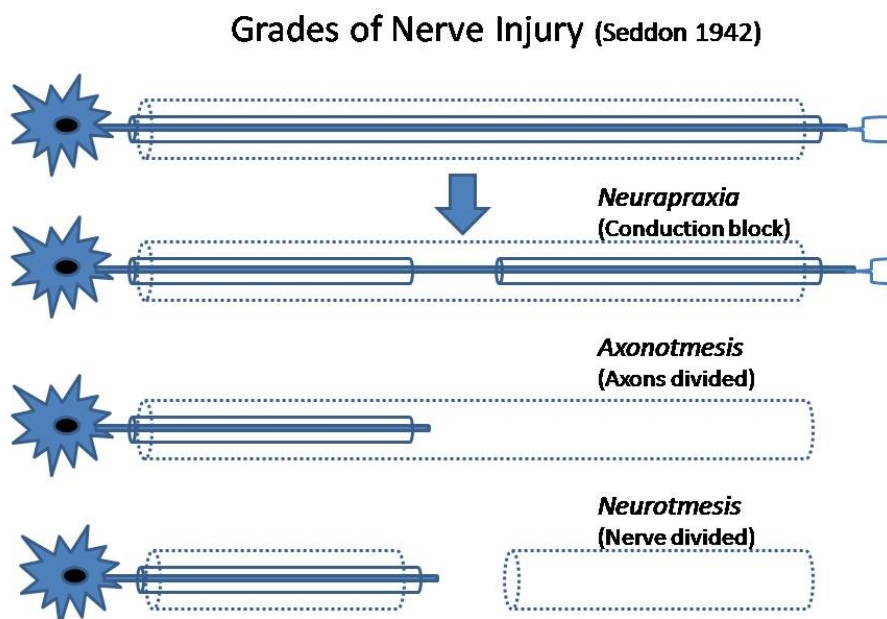 Grades of Nerve Injury (Seddon 1942)
Neurapraxia
(Conduction block)
Axonotmesis
(Axons divided)
Neurotmesis
(Nerve divided)